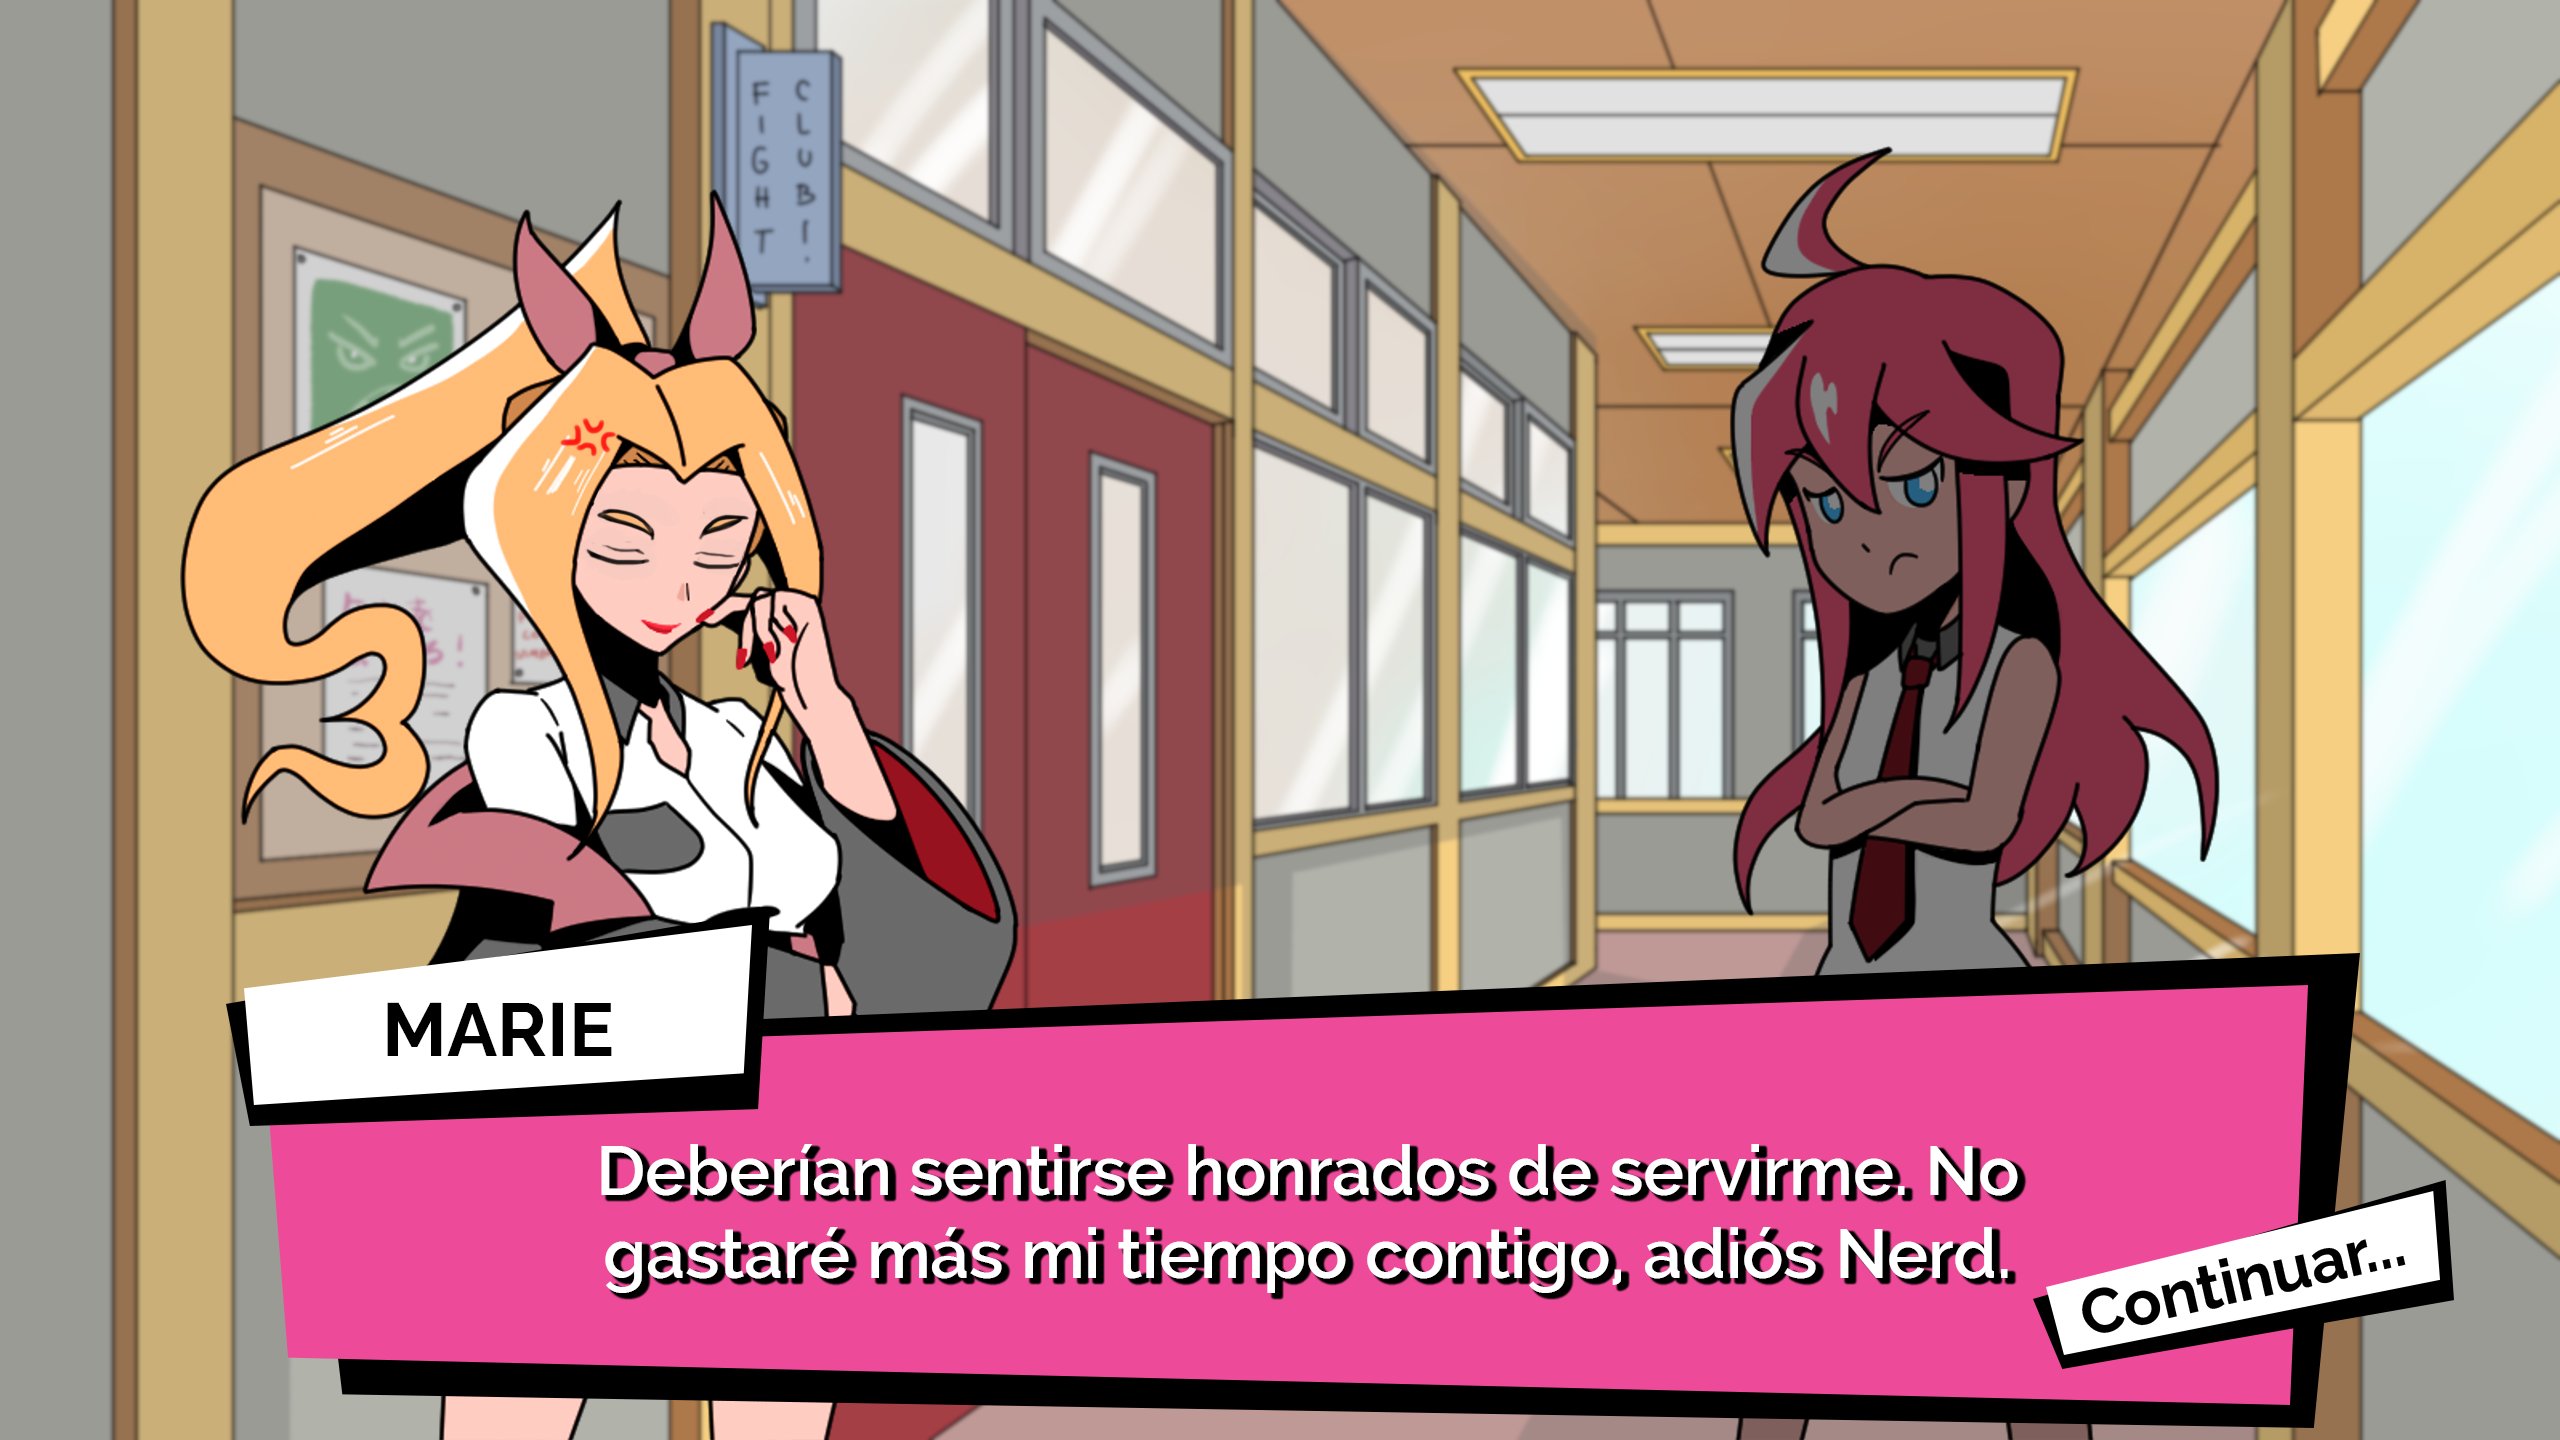 FIGHT
CLUB!
MARIE
Deberían sentirse honrados de servirme. No
gastaré más mi tiempo contigo, adiós Nerd.
Continuar...